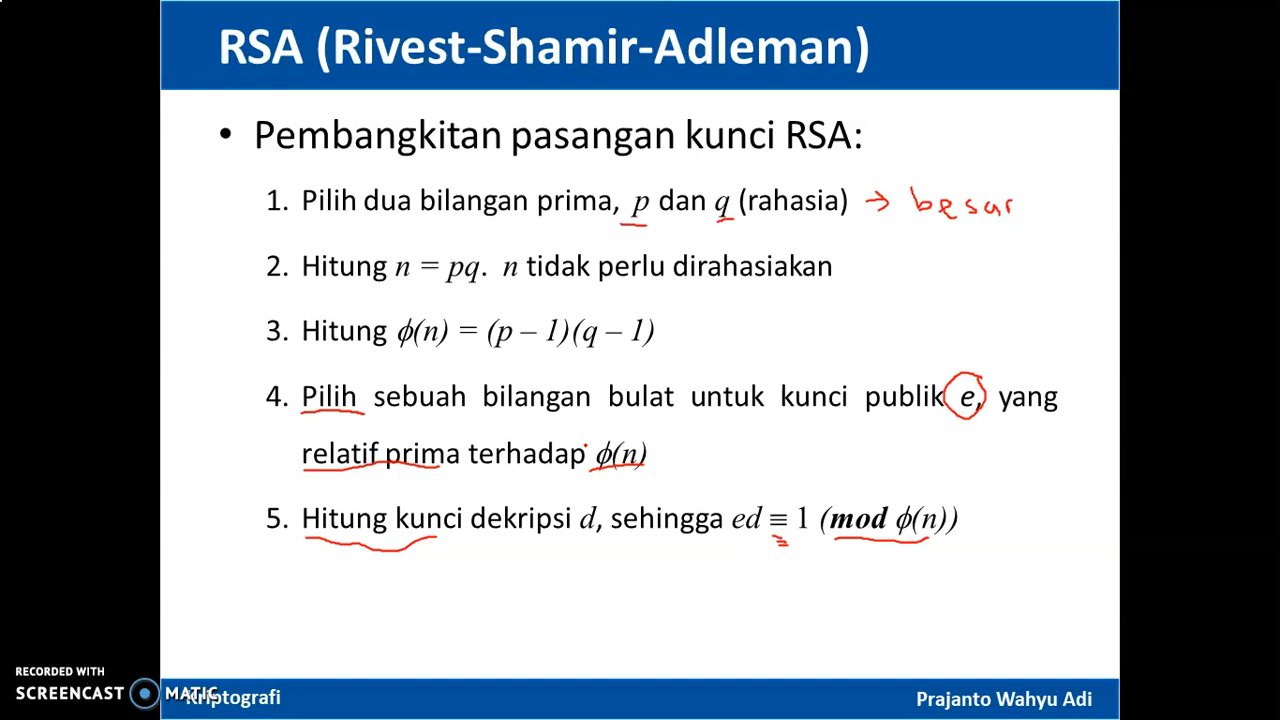 RSA (Rivest-Shamir-Adleman)
• Pembangkitan pasangan kunci RSA:
1. Pilih dua bilangan prima, p dan q (rahasia) → besar
2. Hitung n = pq. n tidak perlu dirahasiakan
3. Hitung ϕ(n) = (p – 1)(q – 1)
4. Pilih sebuah bilangan bulat untuk kunci publik e, yang
relatif prima terhadap ϕ(n)
5. Hitung kunci dekripsi d, sehingga ed ≡ 1 (mod ϕ(n))
RECORDED WITH
SCREENCAST MATIC
Kriptografi
Prajanto Wahyu Adi